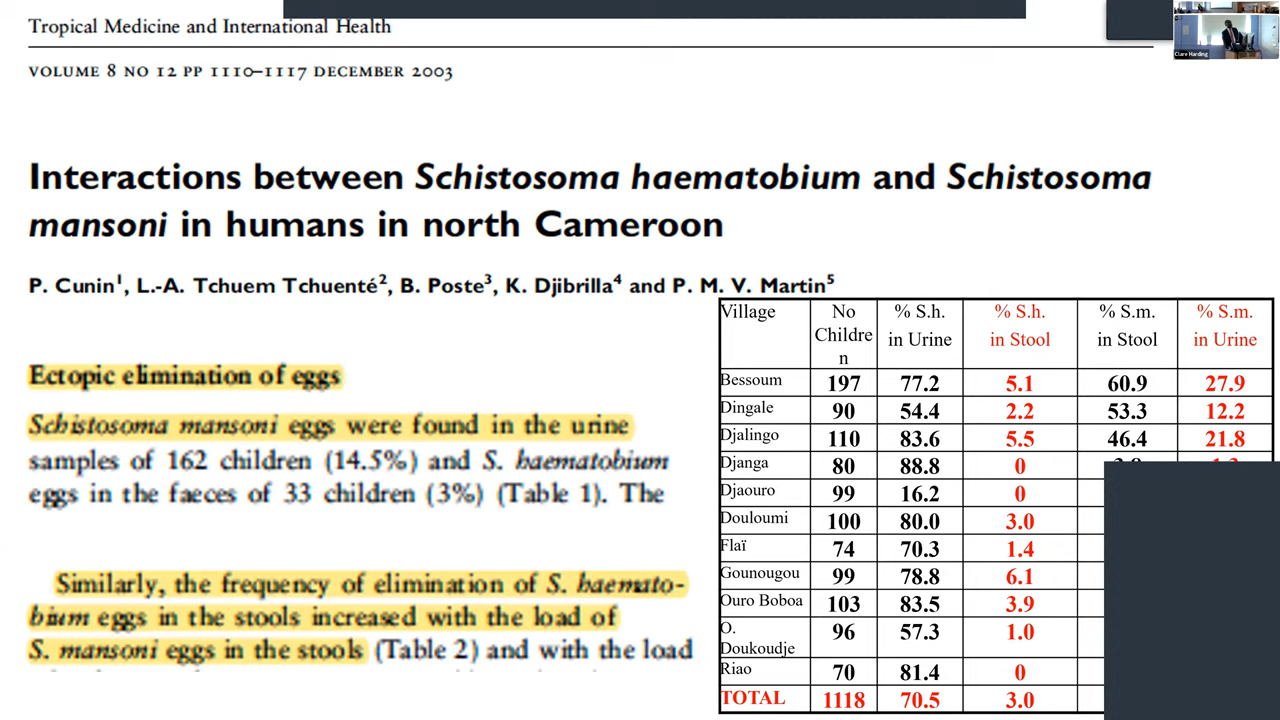 Tropical Medicine and International Health
VOLUME 8 NO 12 PP 1110–1117 DECEMBER 2003
Clare Harding
Interactions between Schistosoma haematobium and Schistosoma
mansoni in humans in north Cameroon
P. Cunin1, L.-A. Tchuem Tchuenté2, B. Poste3, K. Djibrilla4 and P. M. V. Martin5
Ectopic elimination of eggs
Schistosoma mansoni eggs were found in the urine
samples of 162 children (14.5%) and S. haematobium
eggs in the faeces of 33 children (3%) (Table 1). The
Similarly, the frequency of elimination of S. haemato-
bium eggs in the stools increased with the load of
S. mansoni eggs in the stools (Table 2) and with the load
Village No Children % S.h. in Urine % S.h. in Stool % S.m. in Stool % S.m. in Urine
Bessoum 197 77.2 5.1 60.9 27.9
Dingale 90 54.4 2.2 53.3 12.2
Djalingo 110 83.6 5.5 46.4 21.8
Djanga 80 88.8 0
Djaouro 99 16.2 0
Douloumi 100 80.0 3.0
Flaï 74 70.3 1.4
Gounougou 99 78.8 6.1
Ouro Boboa 103 83.5 3.9
O. Doukoudje 96 57.3 1.0
Riao 70 81.4 0
TOTAL 1118 70.5 3.0